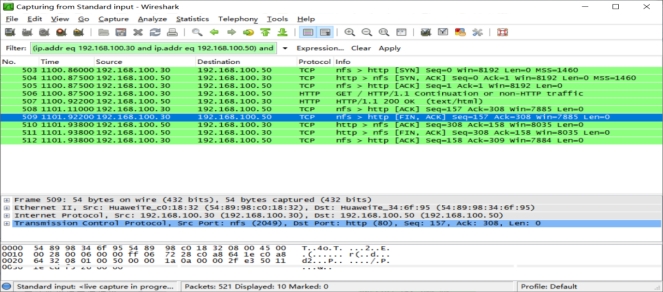 Capturing from Standard input - Wireshark
File Edit View Go Capture Analyze Statistics Telephony Tools Help
Filter: (ip.addr eq 192.168.100.30 and ip.addr eq 192.168.100.50) and Expression... Clear Apply
No. Time Source Destination Protocol Info
503 1100.86000 192.168.100.30 192.168.100.50 TCP nfs > http [SYN] Seq=0 Win=8192 Len=0 MSS=1460
504 1100.87500 192.168.100.50 192.168.100.30 TCP http > nfs [SYN, ACK] Seq=0 Ack=1 Win=8192 Len=0 MSS=1460
505 1100.87500 192.168.100.30 192.168.100.50 TCP nfs > http [ACK] Seq=1 Ack=1 Win=8192 Len=0
506 1100.87500 192.168.100.30 192.168.100.50 HTTP GET / HTTP/1.1 Continuation or non-HTTP traffic
507 1100.92200 192.168.100.50 192.168.100.30 HTTP HTTP/1.1 200 OK (text/html)
508 1101.11000 192.168.100.30 192.168.100.50 TCP nfs > http [ACK] Seq=157 Ack=308 Win=7885 Len=0
509 1101.92200 192.168.100.30 192.168.100.50 TCP nfs > http [FIN, ACK] Seq=157 Ack=308 Win=7885 Len=0
510 1101.93800 192.168.100.50 192.168.100.30 TCP http > nfs [ACK] Seq=308 Ack=158 Win=8035 Len=0
511 1101.93800 192.168.100.50 192.168.100.30 TCP http > nfs [FIN, ACK] Seq=308 Ack=158 Win=8035 Len=0
512 1101.93800 192.168.100.30 192.168.100.50 TCP nfs > http [ACK] Seq=158 Ack=309 Win=7884 Len=0
Frame 509: 54 bytes on wire (432 bits), 54 bytes captured (432 bits)
Ethernet II, Src: HuaweiTe_c0:18:32 (54:89:98:c0:18:32), Dst: HuaweiTe_34:6f:95 (54:89:98:34:6f:95)
Internet Protocol, Src: 192.168.100.30 (192.168.100.30), Dst: 192.168.100.50 (192.168.100.50)
Transmission Control Protocol, Src Port: nfs (2049), Dst Port: http (80), Seq: 157, Ack: 308, Len: 0
0000 54 89 98 34 6f 95 54 89 98 c0 18 32 08 00 45 00 T..4o.T. ...2..E.
0010 00 28 00 06 00 00 ff 06 72 28 c0 a8 64 1e c0 a8 .(...... r(..d...
0020 64 32 08 01 00 50 00 00 1a 0a 00 00 2f e3 50 11 d2...P.. ..../.P.
Standard input: <live capture in progre... Packets: 521 Displayed: 10 Marked: 0 Profile: Default